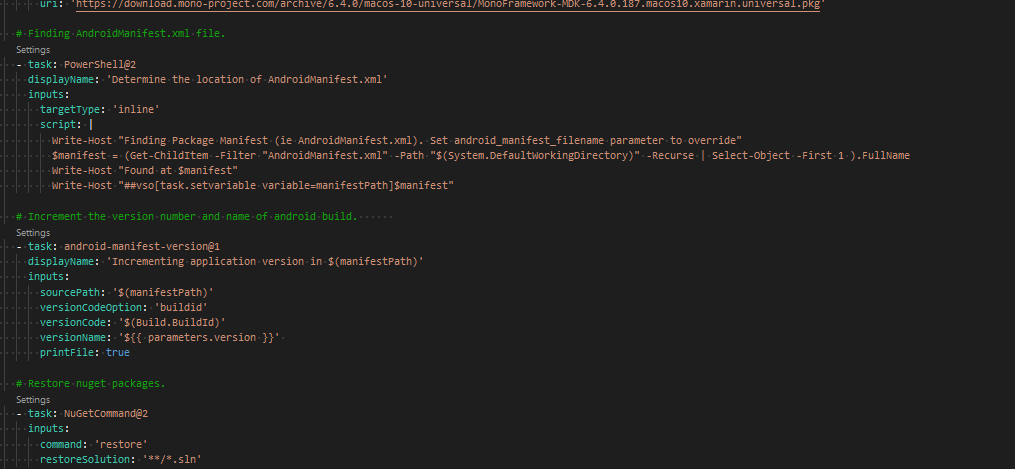 uri: 'https://download.mono-project.com/archive/6.4.0/macos-10-universal/MonoFramework-MDK-6.4.0.187.macos10.xamarin.universal.pkg'
# Finding AndroidManifest.xml file.
Settings
- task: PowerShell@2
displayName: 'Determine the location of AndroidManifest.xml'
inputs:
targetType: 'inline'
script: |
Write-Host "Finding Package Manifest (ie AndroidManifest.xml). Set android_manifest_filename parameter to override"
$manifest = (Get-ChildItem -Filter "AndroidManifest.xml" -Path "$(System.DefaultWorkingDirectory)" -Recurse | Select-Object -First 1 ).FullName
Write-Host "Found at $manifest"
Write-Host "##vso[task.setvariable variable=manifestPath]$manifest"
# Increment the version number and name of android build.
Settings
- task: android-manifest-version@1
displayName: 'Incrementing application version in $(manifestPath)'
inputs:
sourcePath: '$(manifestPath)'
versionCodeOption: 'buildid'
versionCode: '$(Build.BuildId)'
versionName: '${{ parameters.version }}'
printFile: true
# Restore nuget packages.
Settings
- task: NuGetCommand@2
inputs:
command: 'restore'
restoreSolution: '**/*.sln'